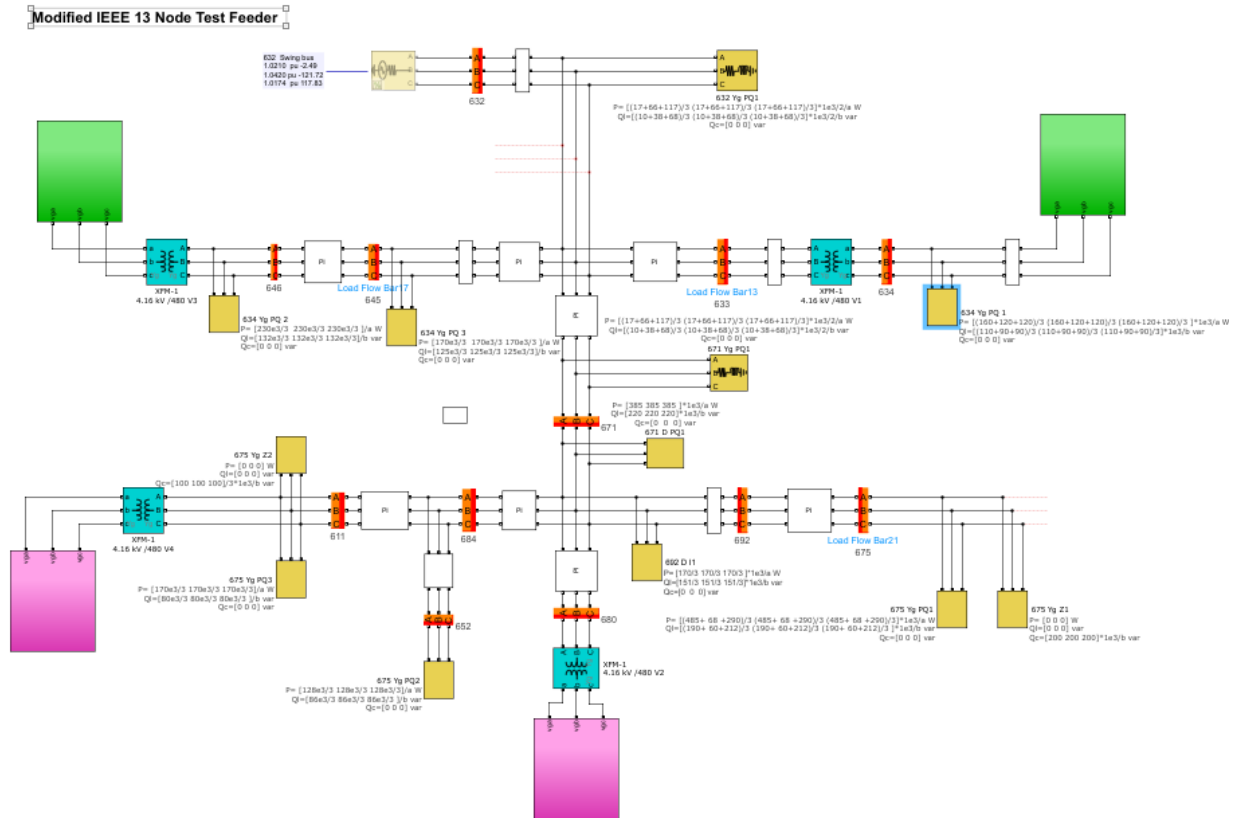 Modified IEEE 13 Node Test Feeder
632 Swing bus
1.0210 pu -2.49
1.0420 pu -121.72
1.0174 pu 117.83
A
B
C
A
B
C
632
A
B
C
632 Yg PQ1
P= [(17+66+117)/3 (17+66+117)/3 (17+66+117)/3]*1e3/2/a W
Ql=[(10+38+68)/3 (10+38+68)/3 (10+38+68)/3]*1e3/2/b var
Qc=[0 0 0] var
vga
vgb
vgc
vga
vgb
vgc
a
b
c
A
B
C
XFM-1
4.16 kV /480 V3
A
B
C
646
PI
A
B
C
Load Flow Bar17
645
PI
PI
A
B
C
Load Flow Bar13
633
A
B
C
a
b
c
XFM-1
4.16 kV /480 V1
A
B
C
634
634 Yg PQ 2
P= [230e3/3 230e3/3 230e3/3 ]/a W
Ql=[132e3/3 132e3/3 132e3/3]/b var
Qc=[0 0 0] var
634 Yg PQ 3
P= [170e3/3 170e3/3 170e3/3 ]/a W
Ql=[125e3/3 125e3/3 125e3/3]/b var
Qc=[0 0 0] var
PI
P= [(17+66+117)/3 (17+66+117)/3 (17+66+117)/3]*1e3/2/a W
Ql=[(10+38+68)/3 (10+38+68)/3 (10+38+68)/3]*1e3/2/b var
Qc=[0 0 0] var
671 Yg PQ1
A
B
C
634 Yg PQ 1
P= [(160+120+120)/3 (160+120+120)/3 (160+120+120)/3 ]*1e3/a W
Ql=[(110+90+90)/3 (110+90+90)/3 (110+90+90)/3]*1e3/b var
Qc=[0 0 0] var
P= [385 385 385 ]*1e3/a W
Ql=[220 220 220]*1e3/b var
Qc=[0 0 0] var
671 D PQ1
A
B
C
671
675 Yg Z2
P= [0 0 0] W
Ql=[0 0 0] var
Qc=[100 100 100]/3*1e3/b var
a
b
c
A
B
C
XFM-1
4.16 kV /480 V4
A
B
C
611
PI
A
B
C
684
PI
A
B
C
692
PI
A
B
C
Load Flow Bar21
675
vga
vgb
vgc
675 Yg PQ3
P= [170e3/3 170e3/3 170e3/3]/a W
Ql=[80e3/3 80e3/3 80e3/3 ]/b var
Qc=[0 0 0] var
PI
692 D I1
P= [170/3 170/3 170/3 ]*1e3/a W
Ql=[151/3 151/3 151/3]*1e3/b var
Qc=[0 0 0] var
A
B
C
652
A
B
C
680
675 Yg PQ1
P= [(485+ 68 +290)/3 (485+ 68 +290)/3 (485+ 68 +290)/3]*1e3/a W
Ql=[(190+ 60+212)/3 (190+ 60+212)/3 (190+ 60+212)/3 ]*1e3/b var
Qc=[0 0 0] var
675 Yg Z1
P= [0 0 0] W
Ql=[0 0 0] var
Qc=[200 200 200]*1e3/b var
675 Yg PQ2
P= [128e3/3 128e3/3 128e3/3]/a W
Ql=[86e3/3 86e3/3 86e3/3 ]/b var
Qc=[0 0 0] var
A
B
C
a
b
c
XFM-1
4.16 kV /480 V2
vga
vgb
vgc